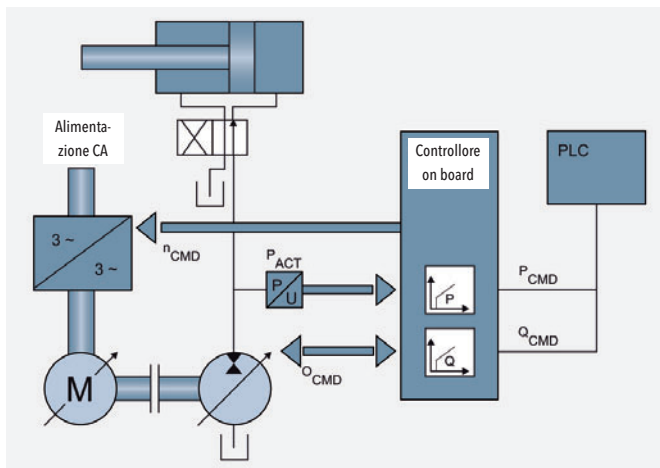 Alimenta-
zione CA
Controllore
on board
PLC
3 ~
3 ~
nCMD
PACT
P
U
P
PCMD
Q
QCMD
OCMD
M